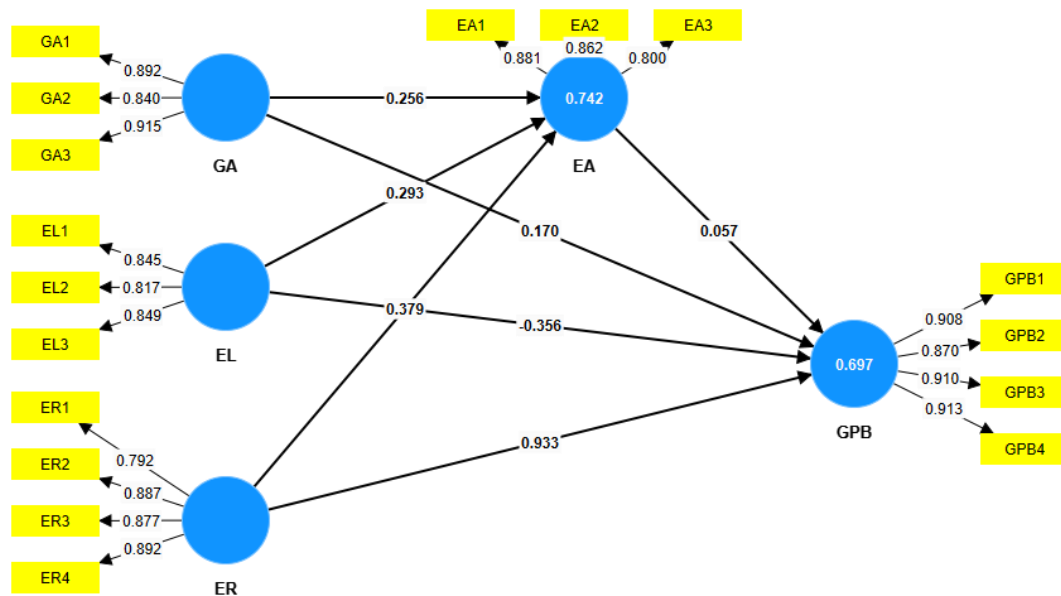 EA1
EA2
EA3
GA1
0.862
0.881
0.800
0.892
GA2
0.840
0.256
0.742
0.915
GA3
GA
EA
0.293
EL1
0.170
0.057
0.845
EL2
0.817
GPB1
0.849
EL3
0.379
-0.356
0.908
GPB2
EL
0.870
0.697
0.910
GPB3
ER1
0.913
GPB
GPB4
0.933
0.792
ER2
0.887
ER3
0.877
0.892
ER4
ER